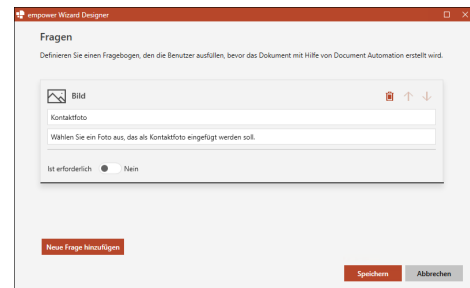 empower Wizard Designer
Fragen
Definieren Sie einen Fragebogen, den die Benutzer ausfüllen, bevor das Dokument mit Hilfe von Document Automation erstellt wird.
Bild
Kontaktfoto
Wählen Sie ein Foto aus, das als Kontaktfoto eingefügt werden soll.
Ist erforderlich Nein
Neue Frage hinzufügen
Speichern Abbrechen